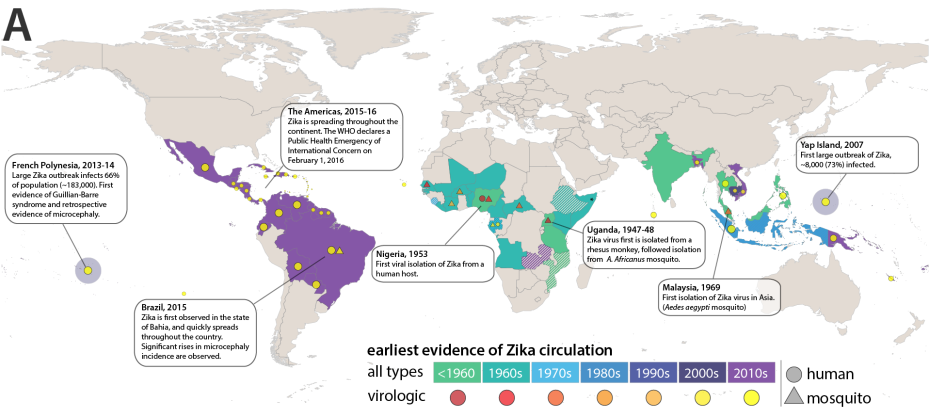 A
The Americas, 2015-16
Zika is spreading throughout the
continent. The WHO declares a
Public Health Emergency of
International Concern on
February 1, 2016
Yap Island, 2007
First large outbreak of Zika,
~8,000 (73%) infected.
French Polynesia, 2013-14
Large Zika outbreak infects 66%
of population (~183,000). First
evidence of Guillian-Barre
syndrome and retrospective
evidence of microcephaly.
Uganda, 1947-48
Zika virus first is isolated from a
rhesus monkey, followed isolation
from A. Africanus mosquito.
Nigeria, 1953
First viral isolation of Zika from a
human host.
Malaysia, 1969
First isolation of Zika virus in Asia.
(Aedes aegypti mosquito)
Brazil, 2015
Zika is first observed in the state
of Bahia, and quickly spreads
throughout the country.
Significant rises in microcephaly
incidence are observed.
earliest evidence of Zika circulation
all types <1960 1960s 1970s 1980s 1990s 2000s 2010s
human
virologic
mosquito